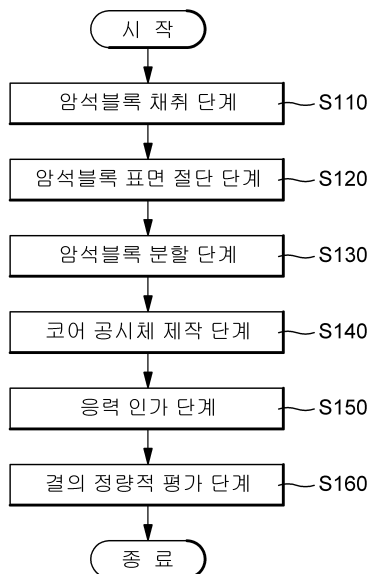 시 작
암석블록 채취 단계
S110
암석블록 표면 절단 단계
S120
암석블록 분할 단계
S130
코어 공시체 제작 단계
S140
응력 인가 단계
S150
결의 정량적 평가 단계
S160
종 료